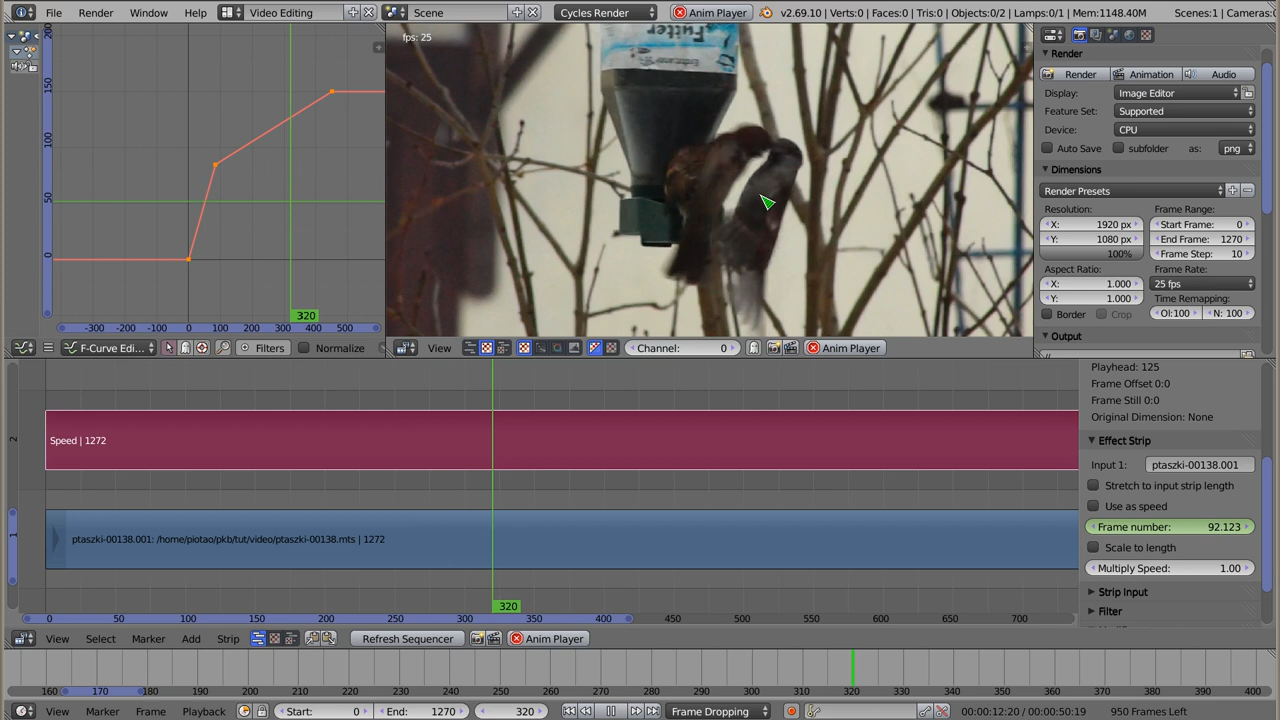 File Render Window Help Video Editing Scene Cycles Render Anim Player v2.69.10 | Verts:0 | Faces:0 | Tris:0 | Objects:0/2 | Lamps:0/1 | Mem:13.48.40M Scenes:1 | Cameras:
fps: 25
Futter
200
150
100
50
0
320
-300 -200 -100 0 100 200 300 400 500
F-Curve Edi... Filters Normalize
View Channel: 0 Anim Player
Render
Render Animation Audio
Display: Image Editor
Feature Set: Supported
Device: CPU
Auto Save subfolder as: png
Dimensions
Render Presets
Resolution: Frame Range:
X: 1920 px Start Frame: 0
Y: 1080 px End Frame: 1270
100% Frame Step: 10
Aspect Ratio: Frame Rate:
X: 1.000 25 fps
Y: 1.000 Time Remapping:
Border Crop Ol:100 N: 100
Output
2
Speed | 1272
1
ptaszki-00138.001: /home/piotao/pkb/tut/video/ptaszki-00138.mts | 1272
320
0 50 100 150 200 250 300 350 400 450 500 550 600 650 700
Playhead: 125
Frame Offset 0:0
Frame Still 0:0
Original Dimension: None
Effect Strip
Input 1: ptaszki-00138.001
Stretch to input strip length
Use as speed
Frame number: 92.123
Scale to length
Multiply Speed: 1.00
Strip Input
Filter
View Select Marker Add Strip Refresh Sequencer Anim Player
160 170 180 190 200 210 220 230 240 250 260 270 280 290 300 310 320 330 340 350 360 370 380 390 400
View Marker Frame Playback Start: 0 End: 1270 320 Frame Dropping 00:00:12:20 / 00:00:50:19 950 Frames Left